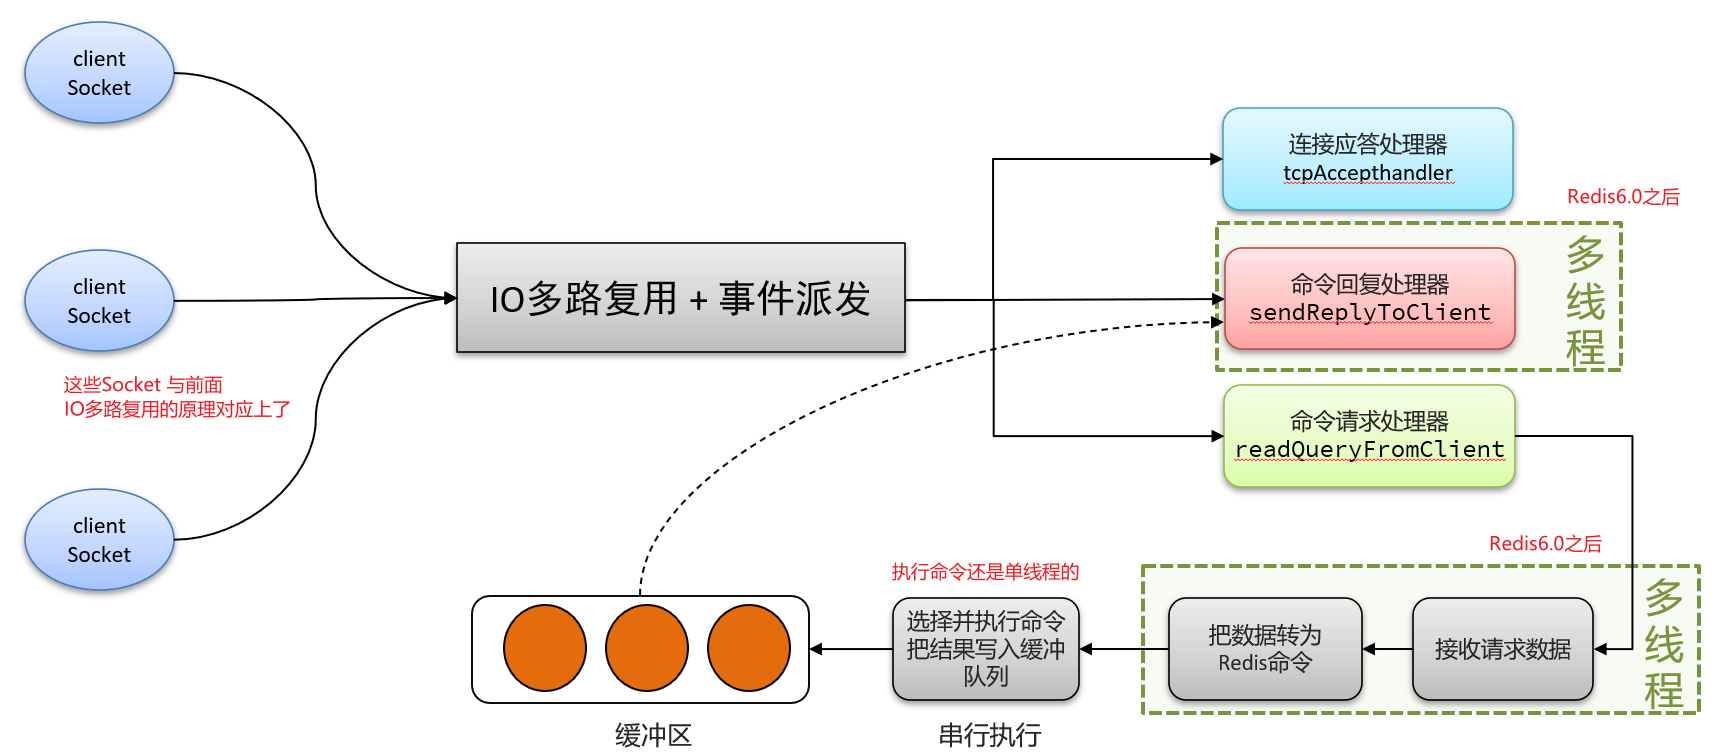 client
Socket
client
Socket
这些Socket 与前面
IO多路复用的原理对应上了
client
Socket
IO多路复用 + 事件派发
连接应答处理器
tcpAccepthandler
Redis6.0之后
命令回复处理器
sendReplyToClient
多
线
程
命令请求处理器
readQueryFromClient
Redis6.0之后
接收请求数据
把数据转为
Redis命令
多
线
程
执行命令还是单线程的
选择并执行命令
把结果写入缓冲
队列
串行执行
缓冲区